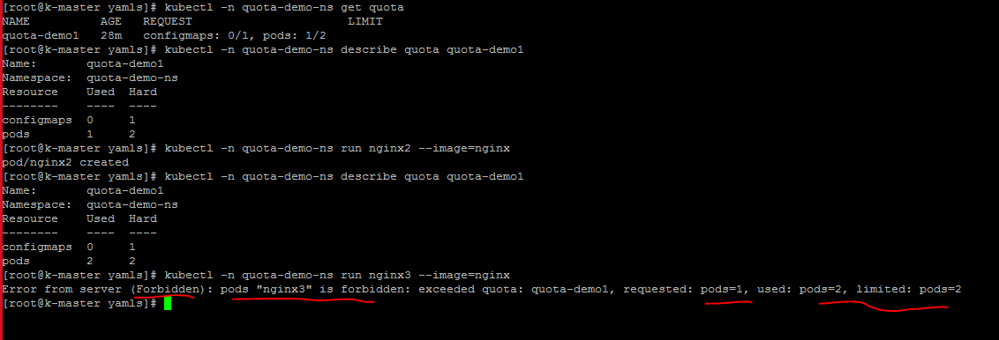 [root@k-master yamls]# kubectl -n quota-demo-ns get quota
NAME          AGE   REQUEST                      LIMIT
quota-demo1   28m   configmaps: 0/1, pods: 1/2
[root@k-master yamls]# kubectl -n quota-demo-ns describe quota quota-demo1
Name:       quota-demo1
Namespace:  quota-demo-ns
Resource    Used  Hard
--------    ----  ----
configmaps  0     1
pods        1     2
[root@k-master yamls]# kubectl -n quota-demo-ns run nginx2 --image=nginx
pod/nginx2 created
[root@k-master yamls]# kubectl -n quota-demo-ns describe quota quota-demo1
Name:       quota-demo1
Namespace:  quota-demo-ns
Resource    Used  Hard
--------    ----  ----
configmaps  0     1
pods        2     2
[root@k-master yamls]# kubectl -n quota-demo-ns run nginx3 --image=nginx
Error from server (Forbidden): pods "nginx3" is forbidden: exceeded quota: quota-demo1, requested: pods=1, used: pods=2, limited: pods=2
[root@k-master yamls]#